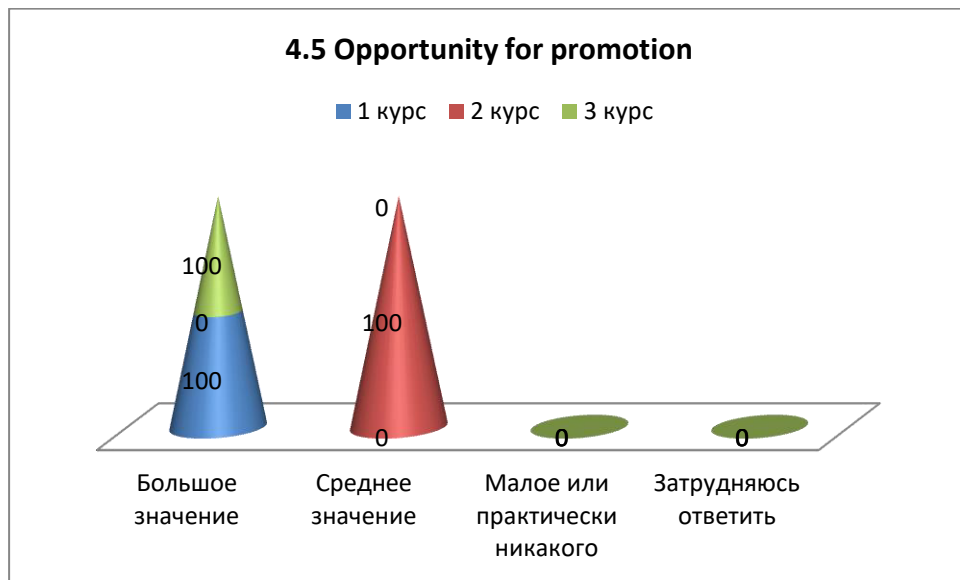 4.5 Opportunity for promotion
1 курс 2 курс 3 курс
100
0
100
0
100
0
0
0
Большое
значение
Среднее
значение
Малое или
практически
никакого
Затрудняюсь
ответить